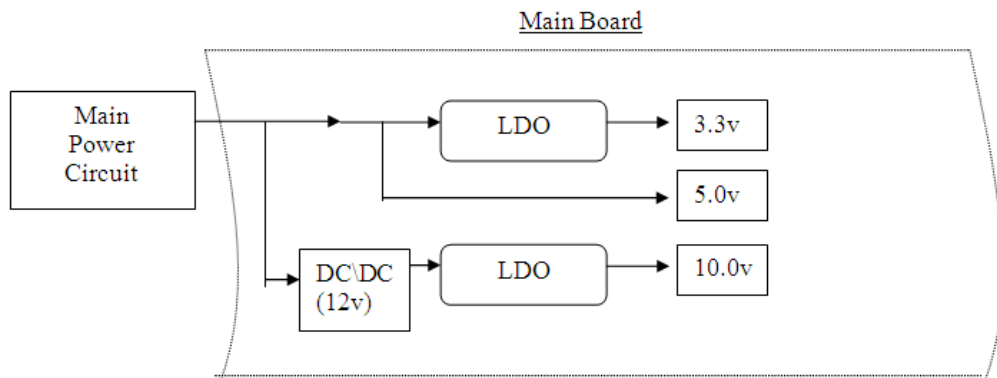 Main Board
Main
Power
Circuit
LDO
3.3v
5.0v
DC\DC
(12v)
LDO
10.0v